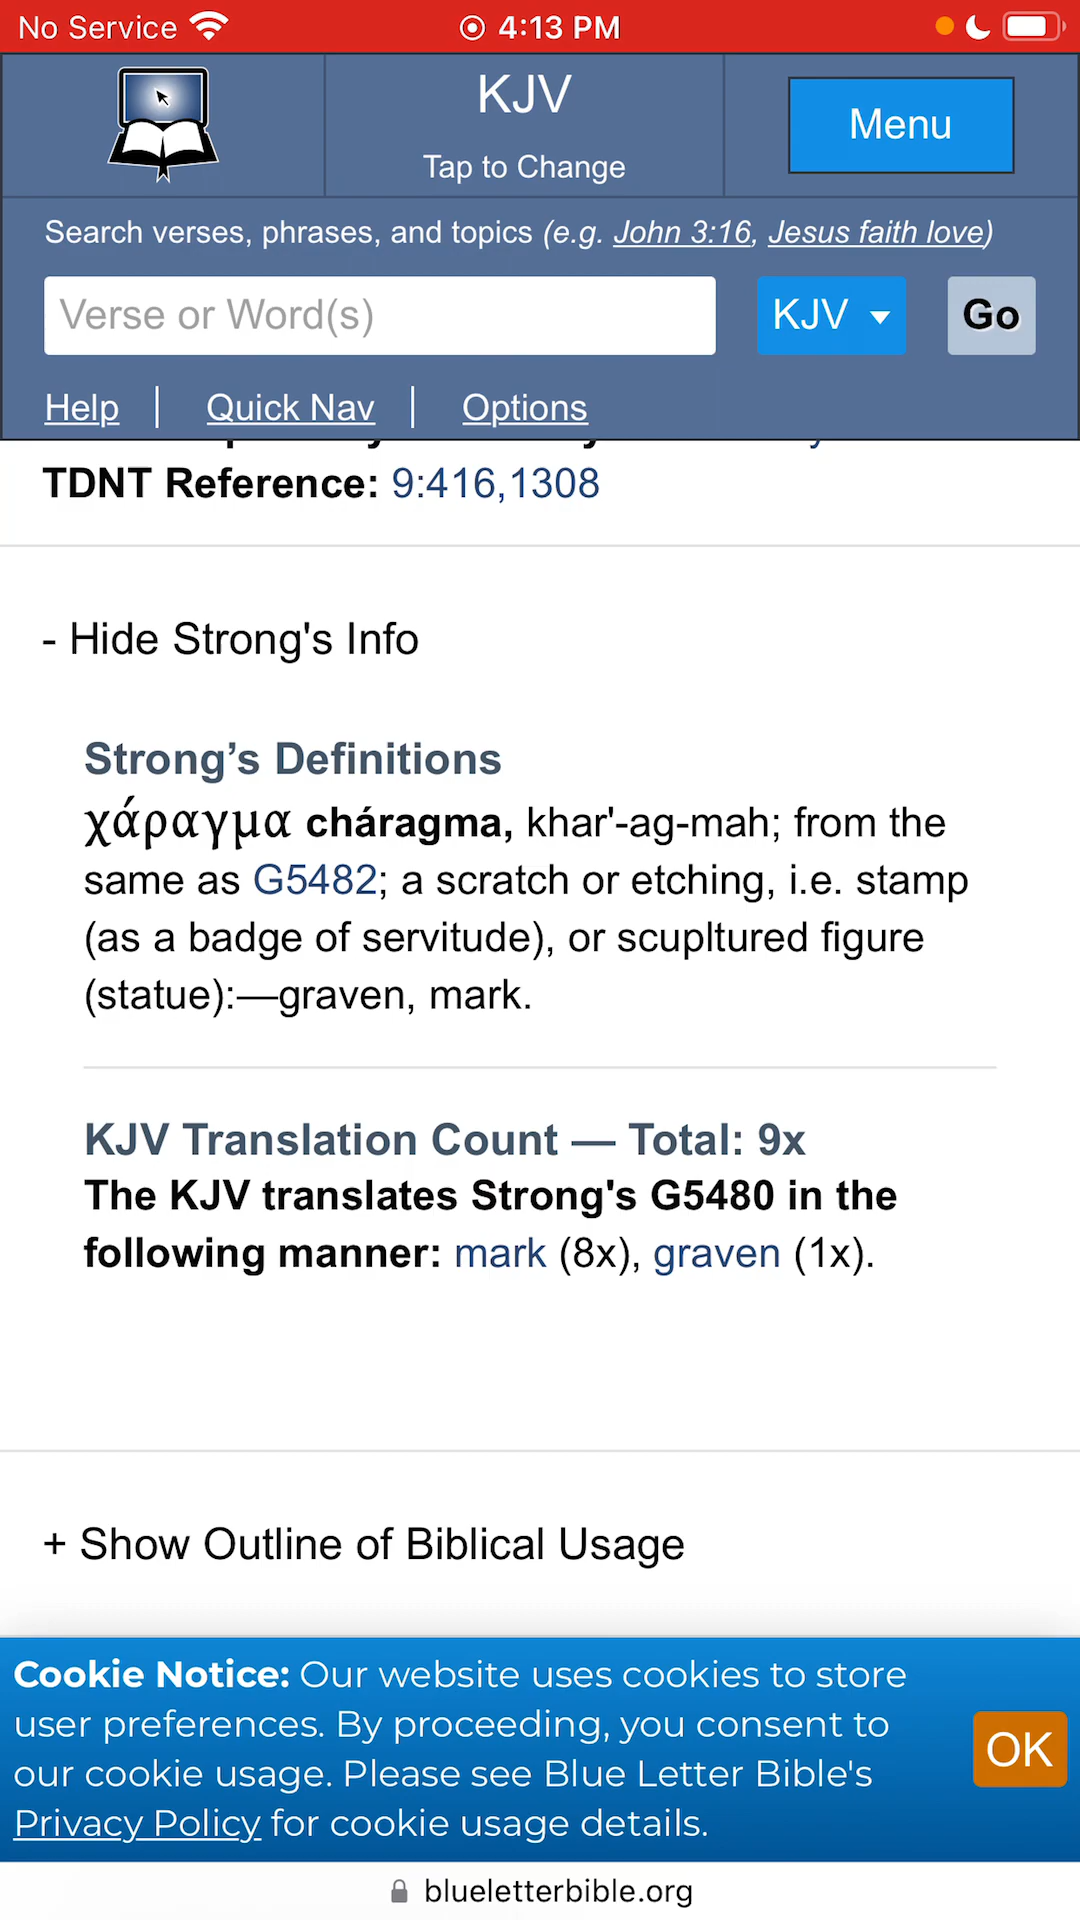 No Service 4:13 PM
KJV
Tap to Change
Menu
Search verses, phrases, and topics (e.g. John 3:16, Jesus faith love)
Verse or Word(s) KJV Go
Help | Quick Nav | Options
TDNT Reference: 9:416,1308
- Hide Strong's Info
Strong’s Definitions
χάραγμα cháragma, khar'-ag-mah; from the
same as G5482; a scratch or etching, i.e. stamp
(as a badge of servitude), or scupltured figure
(statue):—graven, mark.
KJV Translation Count — Total: 9x
The KJV translates Strong's G5480 in the
following manner: mark (8x), graven (1x).
+ Show Outline of Biblical Usage
Cookie Notice: Our website uses cookies to store
user preferences. By proceeding, you consent to
our cookie usage. Please see Blue Letter Bible's
Privacy Policy for cookie usage details.
OK
blueletterbible.org